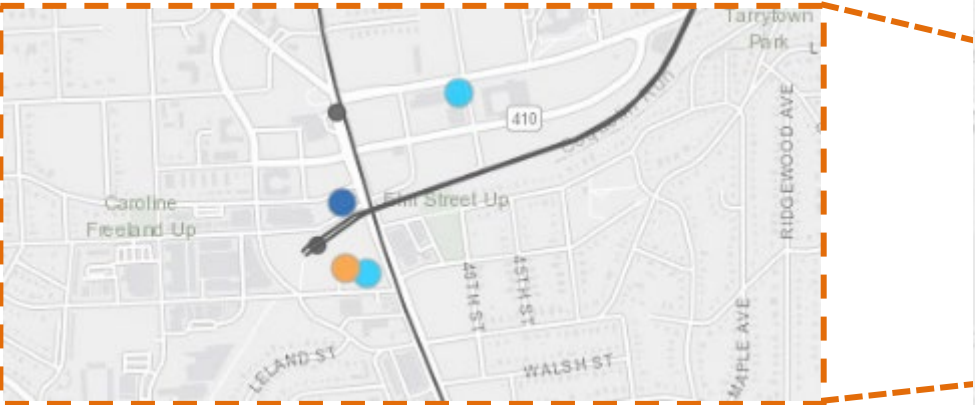 Tarrytown
Park
410
RIDGEWOOD AVE
Caroline
Freeland Up
Elm Street Up
46TH ST
45TH ST
LELAND ST
WALSH ST
MAPLE AVE